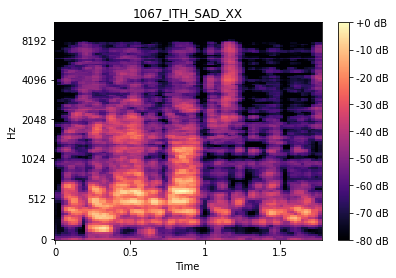 1067_ITH_SAD_XX
Hz
8192
4096
2048
1024
512
0
0
0.5
1
1.5
Time
+0 dB
-10 dB
-20 dB
-30 dB
-40 dB
-50 dB
-60 dB
-70 dB
-80 dB